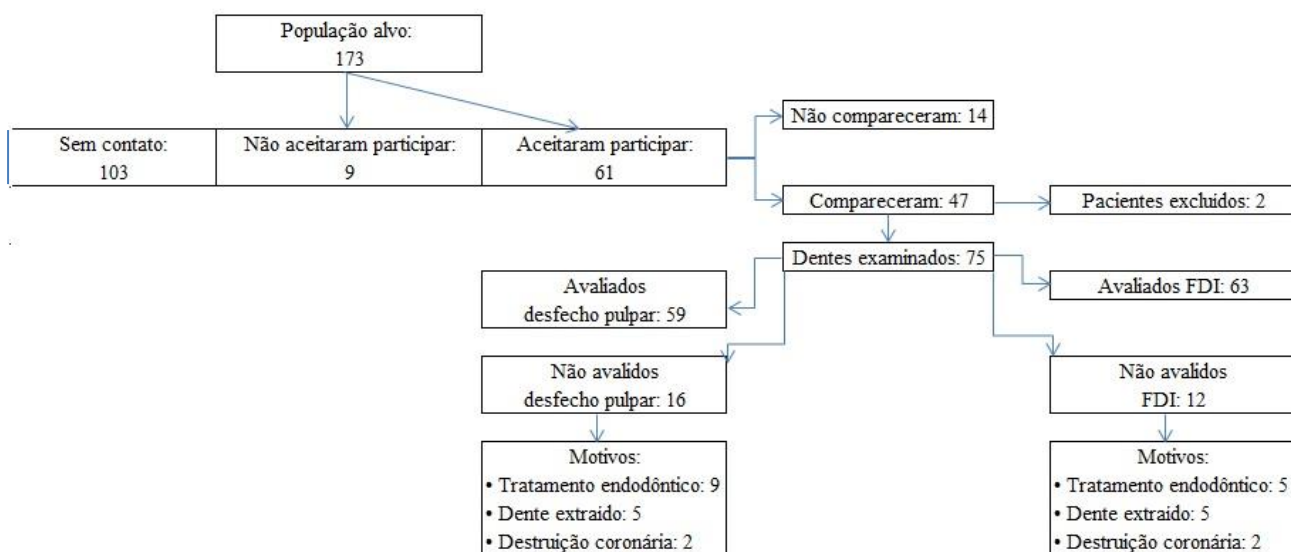 População alvo:
173
Sem contato:
103
Não aceitaram participar:
9
Aceitaram participar:
61
Não compareceram: 14
Compareceram: 47
Pacientes excluidos: 2
Dentes examinados: 75
Avaliados
desfecho pulpar: 59
Avaliados FDI: 63
Não avalidos
desfecho pulpar: 16
Não avalidos
FDI: 12
Motivos:
• Tratamento endodôntico: 9
• Dente extraido: 5
• Destruição coronária: 2
Motivos:
• Tratamento endodôntico: 5
• Dente extraido: 5
• Destruição coronária: 2